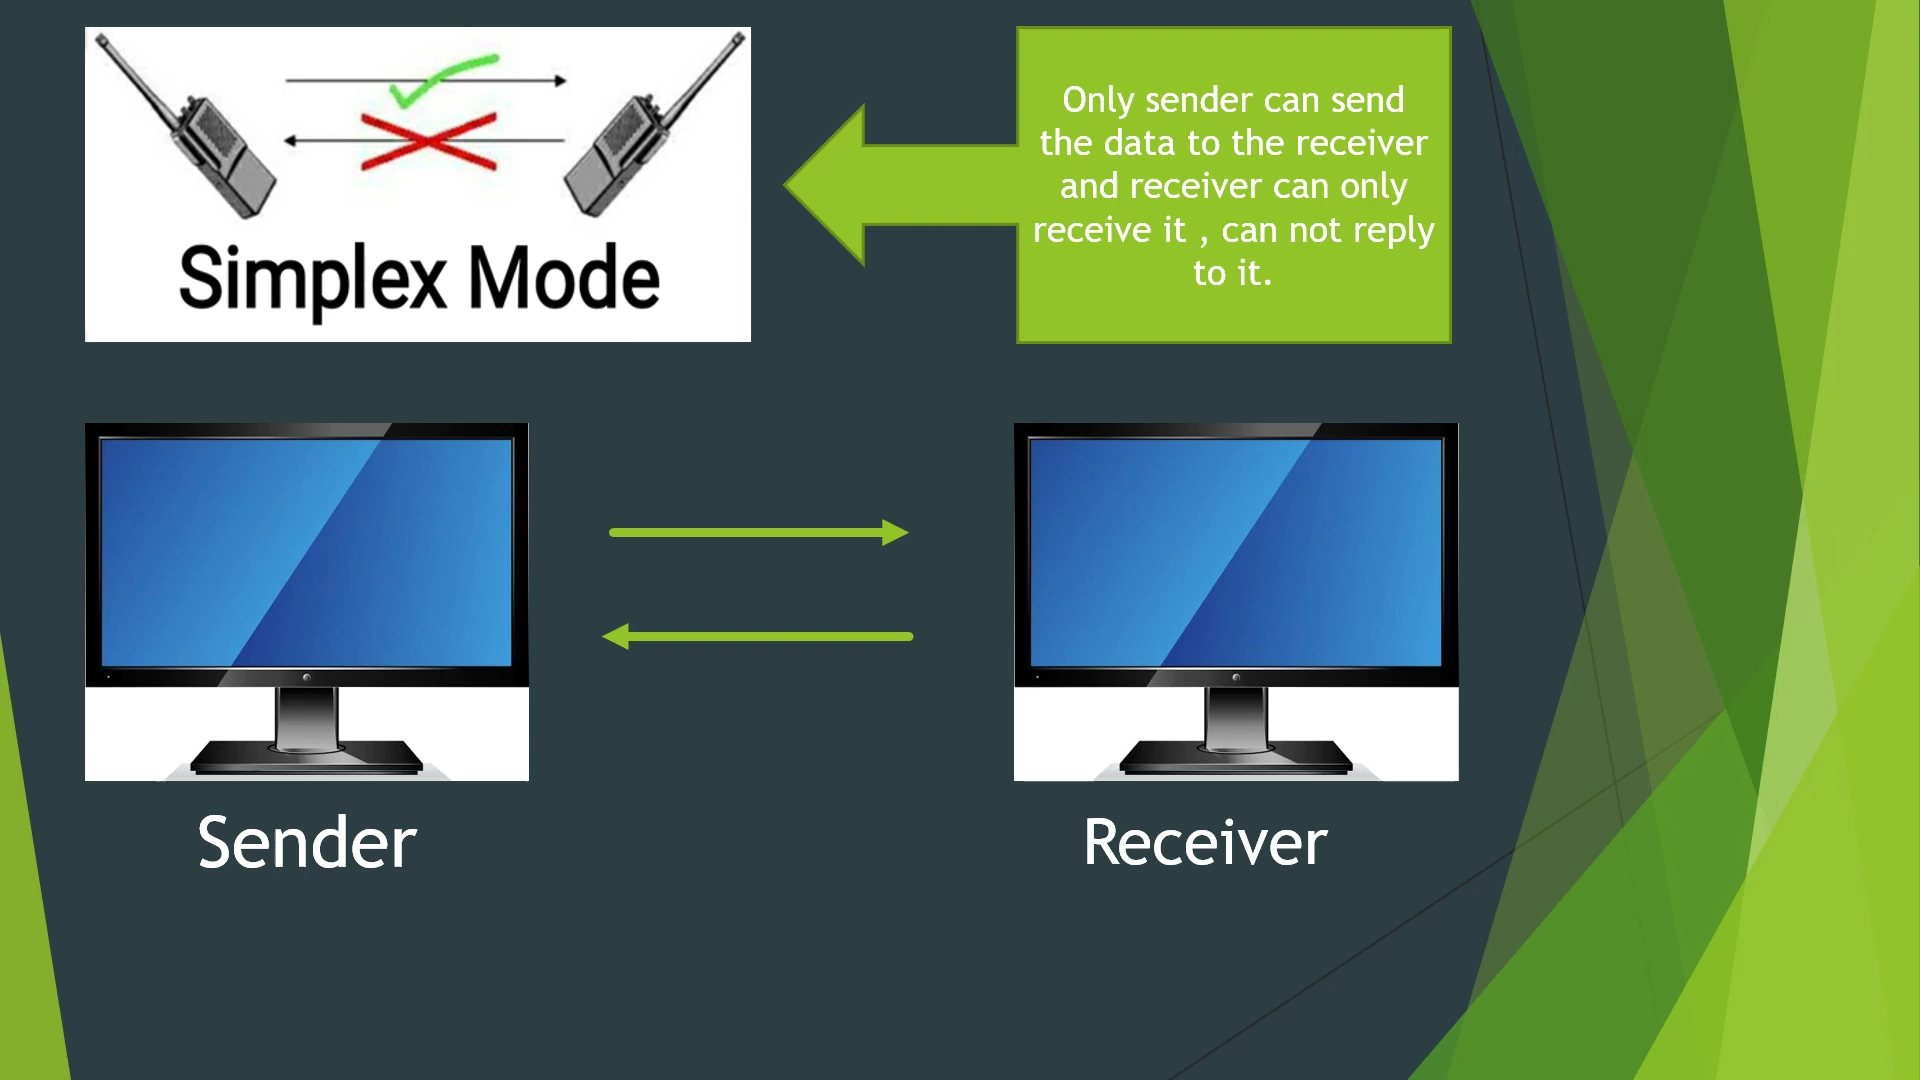 Simplex Mode
Only sender can send
the data to the receiver
and receiver can only
receive it , can not reply
to it.
Sender
Receiver